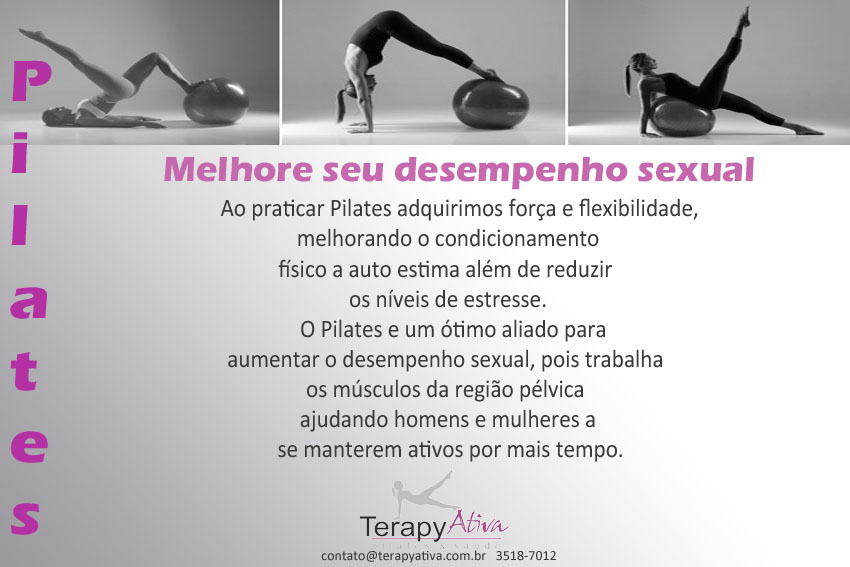 Pilates
Melhore seu desempenho sexual
Ao praticar Pilates adquirimos força e flexibilidade,
melhorando o condicionamento
físico a auto estima além de reduzir
os níveis de estresse.
O Pilates e um ótimo aliado para
aumentar o desempenho sexual, pois trabalha
os músculos da região pélvica
ajudando homens e mulheres a
se manterem ativos por mais tempo.
TerapyAtiva
contato@terapyativa.com.br 3518-7012